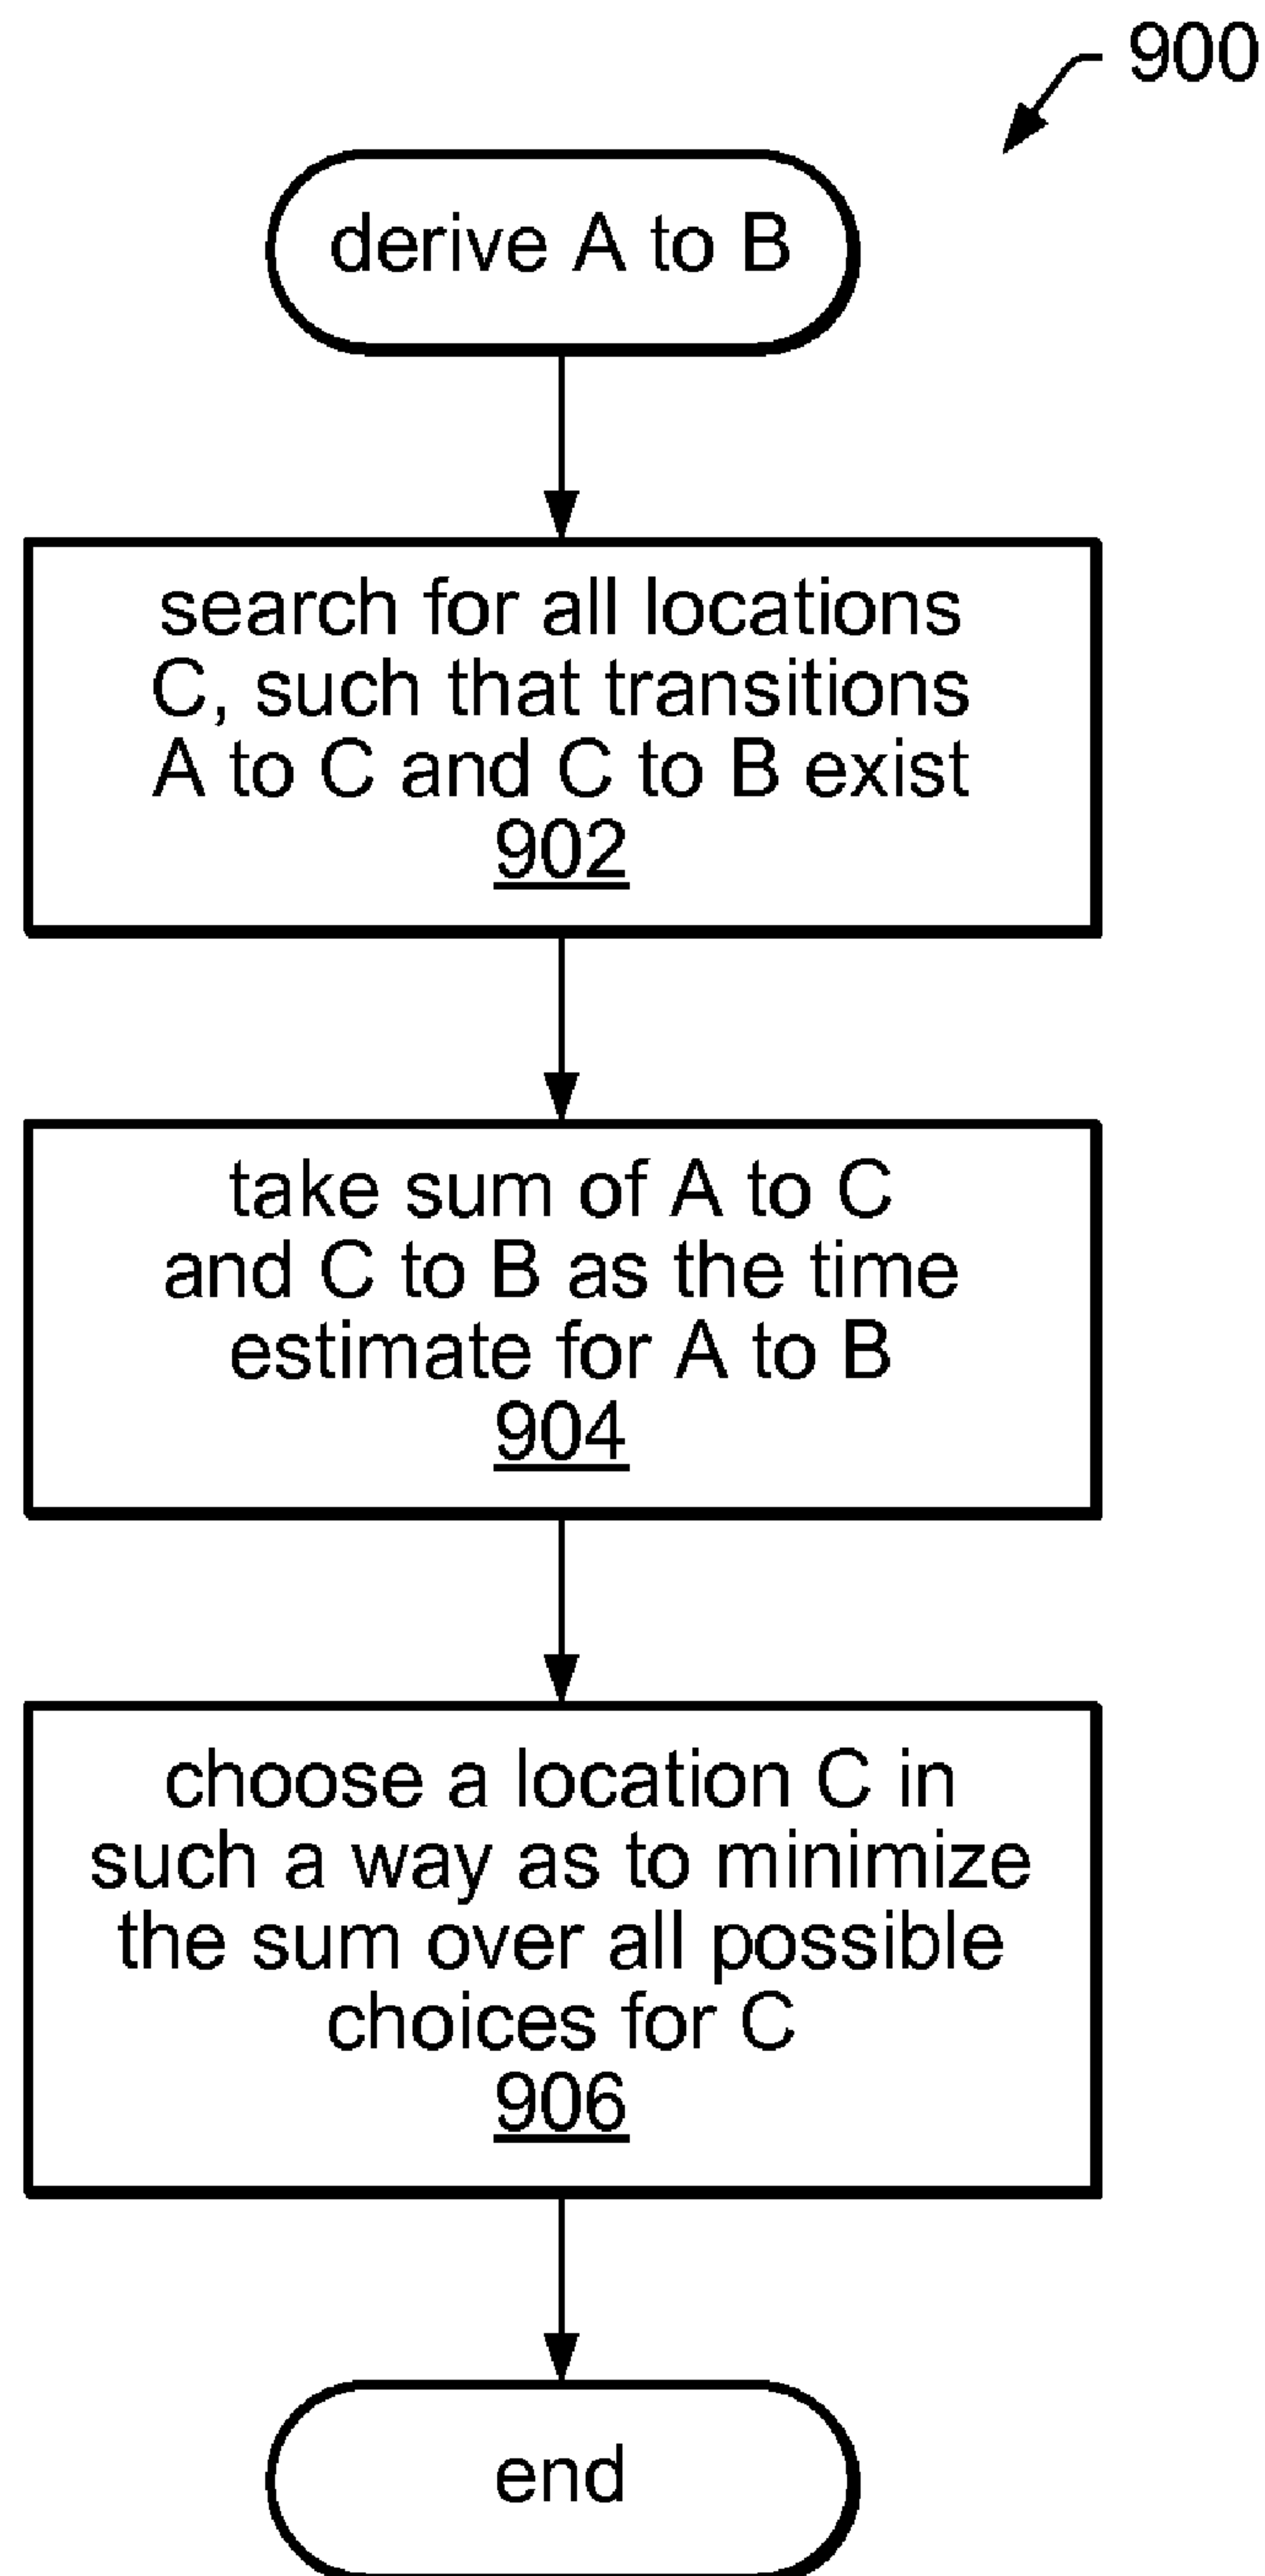 900
derive A to B
search for all locations
C, such that transitions
A to C and C to B exist
902
take sum of A to C
and C to B as the time
estimate for A to B
904
choose a location C in
such a way as to minimize
the sum over all possible
choices for C
906
end